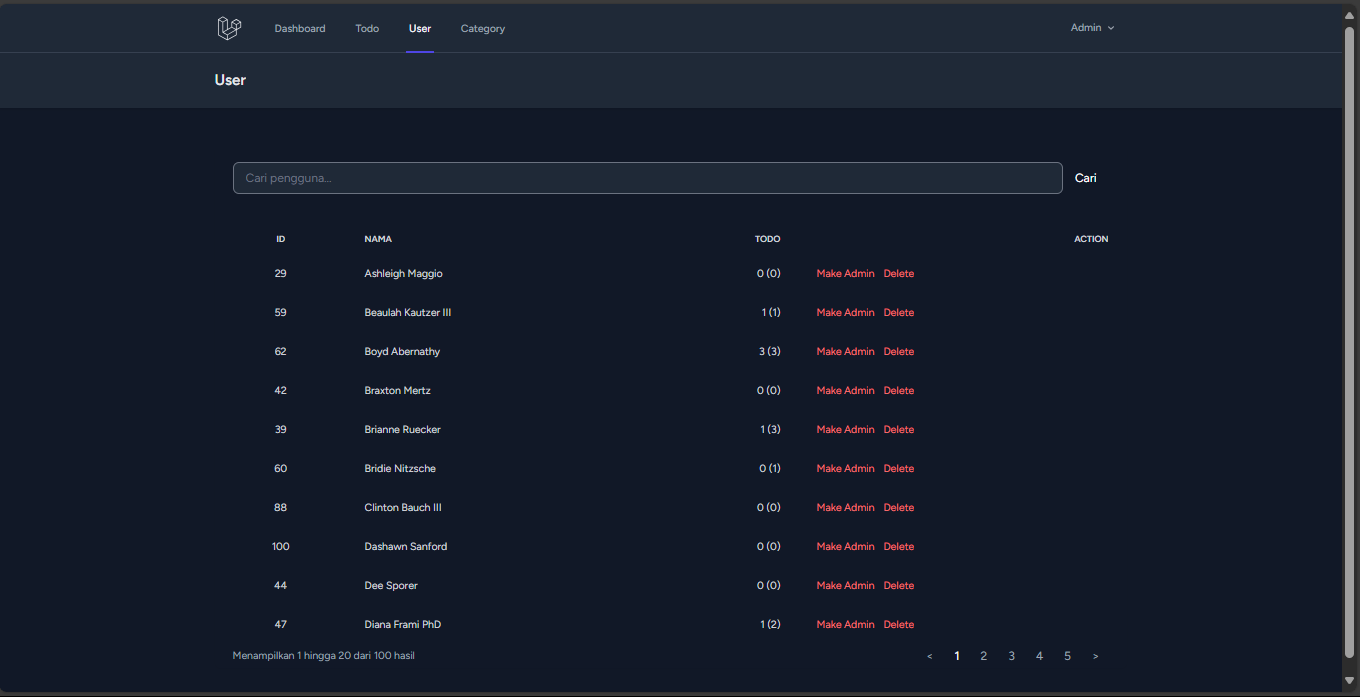 Dashboard Todo User Category Admin
User
Cari pengguna... Cari
ID NAMA TODO ACTION
29 Ashleigh Maggio 0 (0) Make Admin Delete
59 Beaulah Kautzer III 1 (1) Make Admin Delete
62 Boyd Abernathy 3 (3) Make Admin Delete
42 Braxton Mertz 0 (0) Make Admin Delete
39 Brianne Ruecker 1 (3) Make Admin Delete
60 Bridie Nitzsche 0 (1) Make Admin Delete
88 Clinton Bauch III 0 (0) Make Admin Delete
100 Dashawn Sanford 0 (0) Make Admin Delete
44 Dee Sporer 0 (0) Make Admin Delete
47 Diana Frami PhD 1 (2) Make Admin Delete
Menampilkan 1 hingga 20 dari 100 hasil < 1 2 3 4 5 >